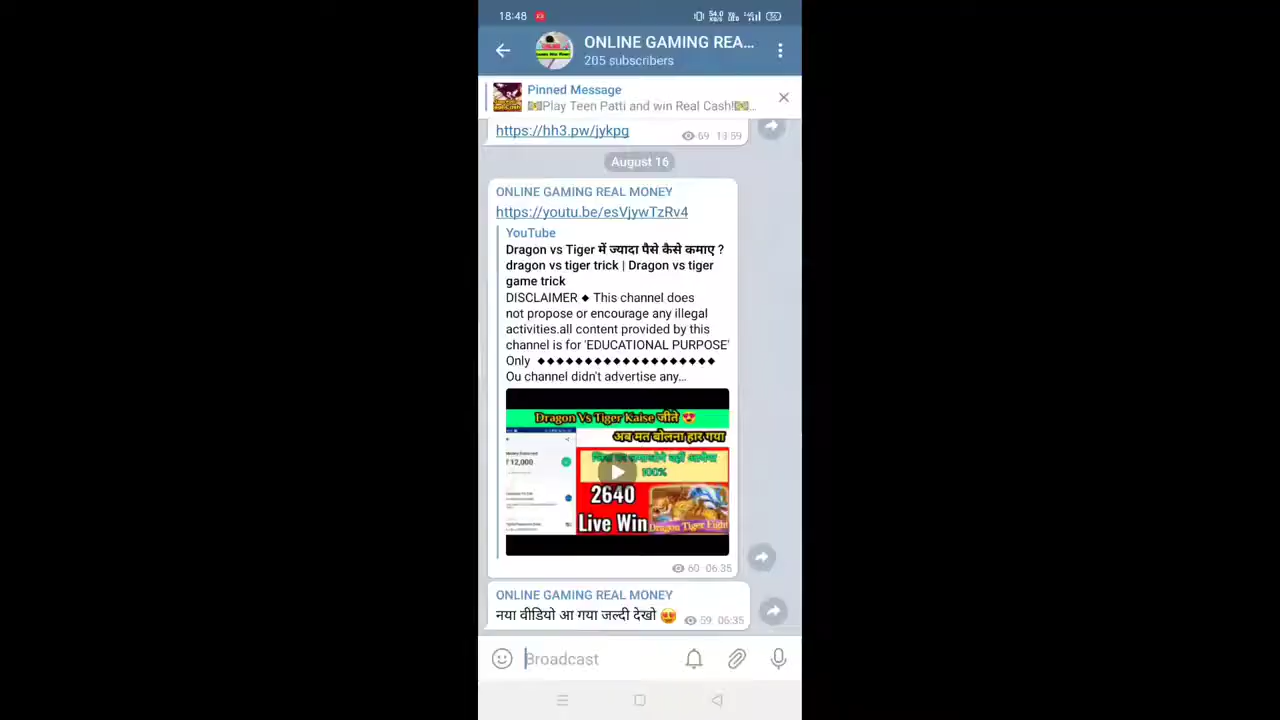 18:48
ONLINE GAMING REA...
205 subscribers
Pinned Message
💵Play Teen Patti and win Real Cash!💵...
https://hh3.pw/jykpg
69 13:59
August 16
ONLINE GAMING REAL MONEY
https://youtu.be/esVjywTzRv4
YouTube
Dragon vs Tiger में ज्यादा पैसे कैसे कमाए ?
dragon vs tiger trick | Dragon vs tiger
game trick
DISCLAIMER ◆ This channel does
not propose or encourage any illegal
activities.all content provided by this
channel is for 'EDUCATIONAL PURPOSE'
Only ◆◆◆◆◆◆◆◆◆◆◆◆◆◆◆◆◆◆◆
Ou channel didn't advertise any...
Dragon Vs Tiger Kaise जीते 😍
अब मत बोलना हार गया
₹12,000
100%
2640
Live Win
Dragon Tiger Fight
60 06:35
ONLINE GAMING REAL MONEY
नया वीडियो आ गया जल्दी देखो 😍
59 06:35
Broadcast